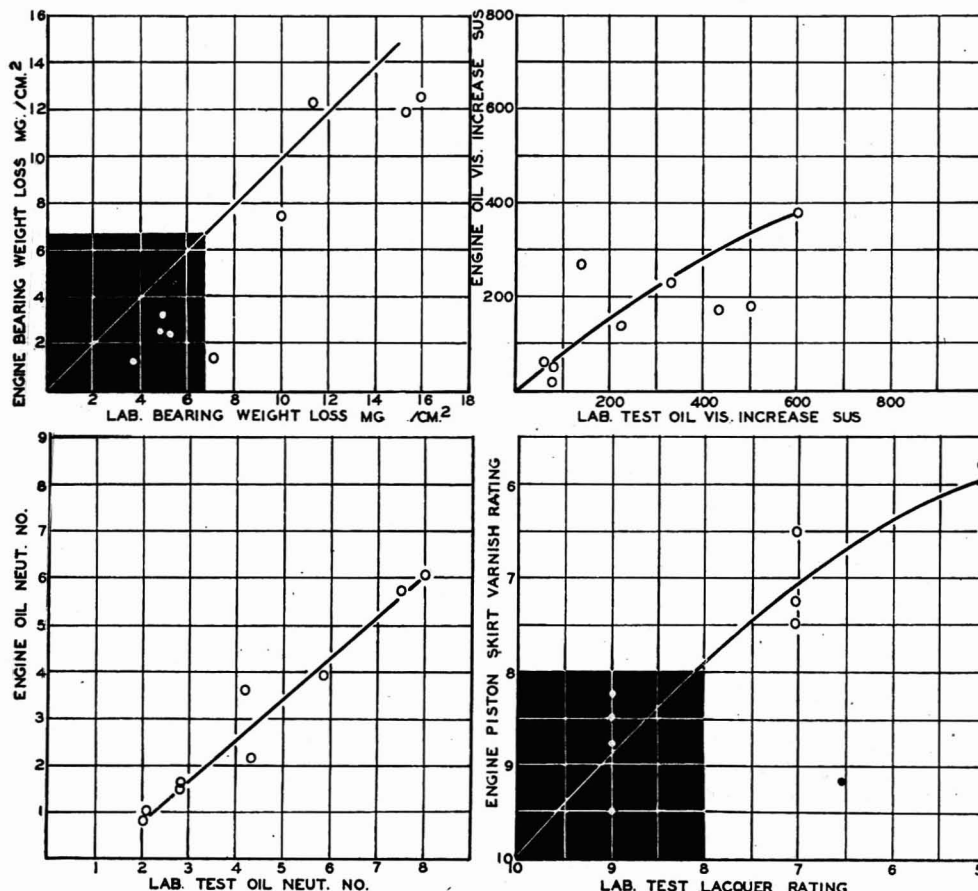 ENGINE BEARING WEIGHT LOSS MG./CM.²
16
14
12
10
8
6
4
2
2 4 6 8 10 12 14 16 18
LAB. BEARING WEIGHT LOSS MG./CM.²
ENGINE OIL VIS. INCREASE SUS
800
600
400
200
200 400 600 800
LAB. TEST OIL VIS. INCREASE SUS
ENGINE OIL NEUT. NO.
9
8
7
6
5
4
3
2
1
1 2 3 4 5 6 7 8
LAB. TEST OIL NEUT. NO.
ENGINE PISTON SKIRT VARNISH RATING
6
7
8
9
10
10 9 8 7 6 5
LAB. TEST LACQUER RATING